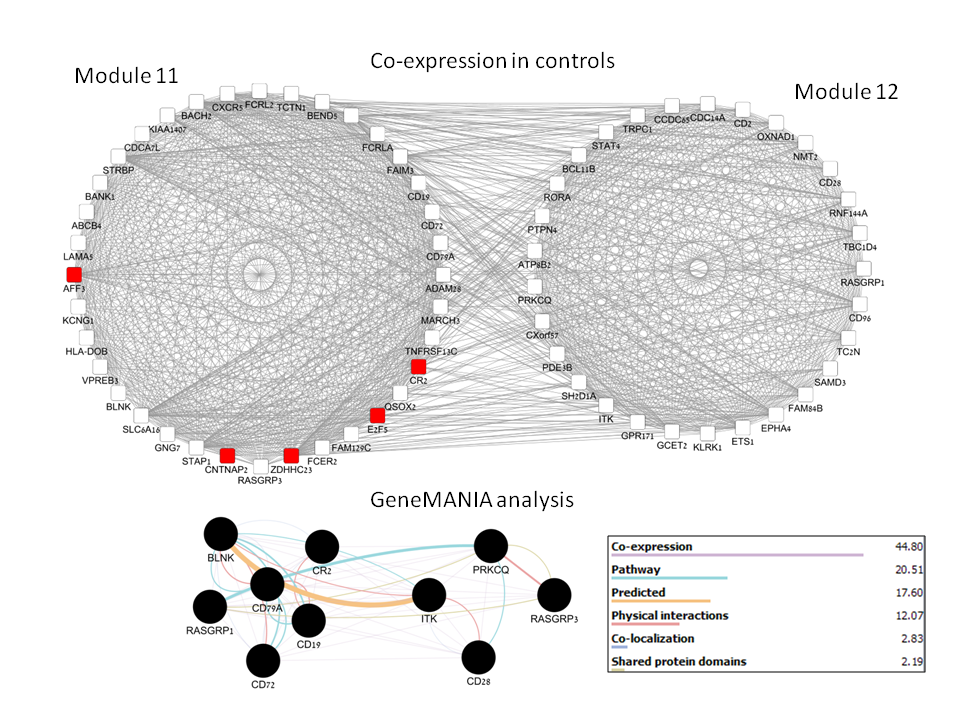 Co-expression in controls
Module 11
Module 12
CXCR5
FCRL2
TCTN1
BACH2
BEND5
KIAA1407
CDCA7L
FCRLA
STRBP
FAIM3
BANK1
CD19
ABCB4
CD72
LAMA5
CD79A
AFF3
ADAM28
KCNG1
MARCH3
HLA-DOB
TNFRSF13C
VPREB3
CR2
BLNK
QSOX2
SLC6A16
E2F5
GNG7
FAM129C
STAP1
FCER2
CNTNAP2
ZDHHC23
RASGRP3
CCDC65
CDC14A
CD2
TRPC1
OXNAD1
STAT4
NMT2
BCL11B
CD28
RORA
RNF144A
PTPN4
TBC1D4
ATP8B2
RASGRP1
PRKCQ
CD96
CXorf57
TC2N
PDE3B
SAMD3
SH2D1A
FAM84B
ITK
EPHA4
GPR171
ETS1
GCET2
KLRK1
GeneMANIA analysis
BLNK
CR2
PRKCQ
CD79A
RASGRP1
ITK
RASGRP3
CD19
CD72
CD28
Co-expression 44.80
Pathway 20.51
Predicted 17.60
Physical interactions 12.07
Co-localization 2.83
Shared protein domains 2.19